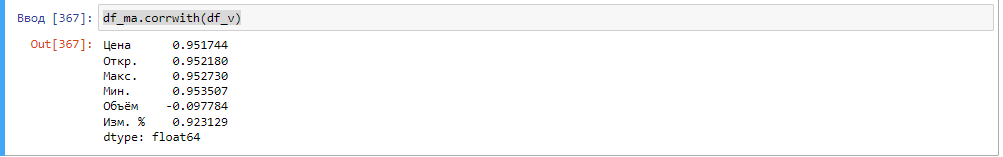 Ввод [367]: df_ma.corrwith(df_v)
Out[367]: Цена 0.951744
Откр. 0.952180
Макс. 0.952730
Мин. 0.953507
Объём -0.097784
Изм. % 0.923129
dtype: float64